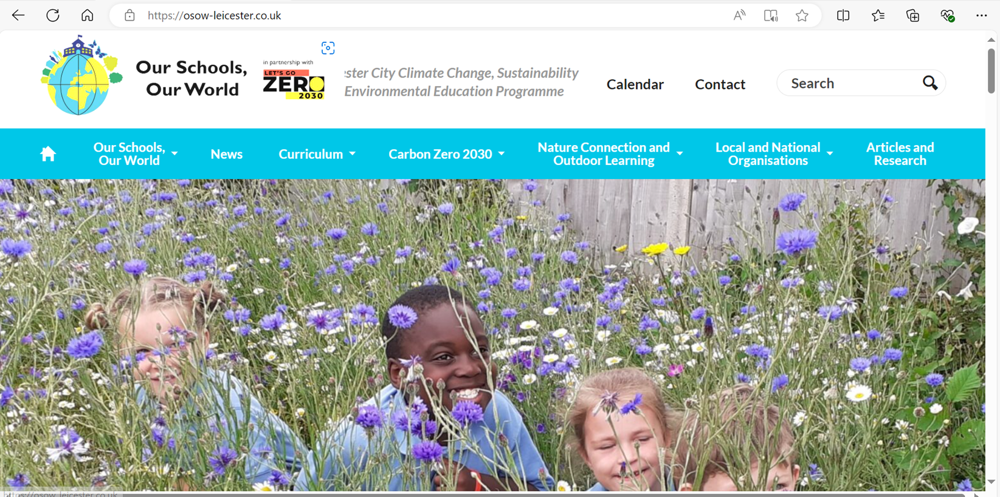 https://osow-leicester.co.uk
Our Schools,
Our World
in partnership with
LET'S GO
ZERO
2030
ster City Climate Change, Sustainability
Environmental Education Programme
Calendar
Contact
Search
Our Schools,
Our World
News
Curriculum
Carbon Zero 2030
Nature Connection and
Outdoor Learning
Local and National
Organisations
Articles and
Research
https://osow-leicester.co.uk